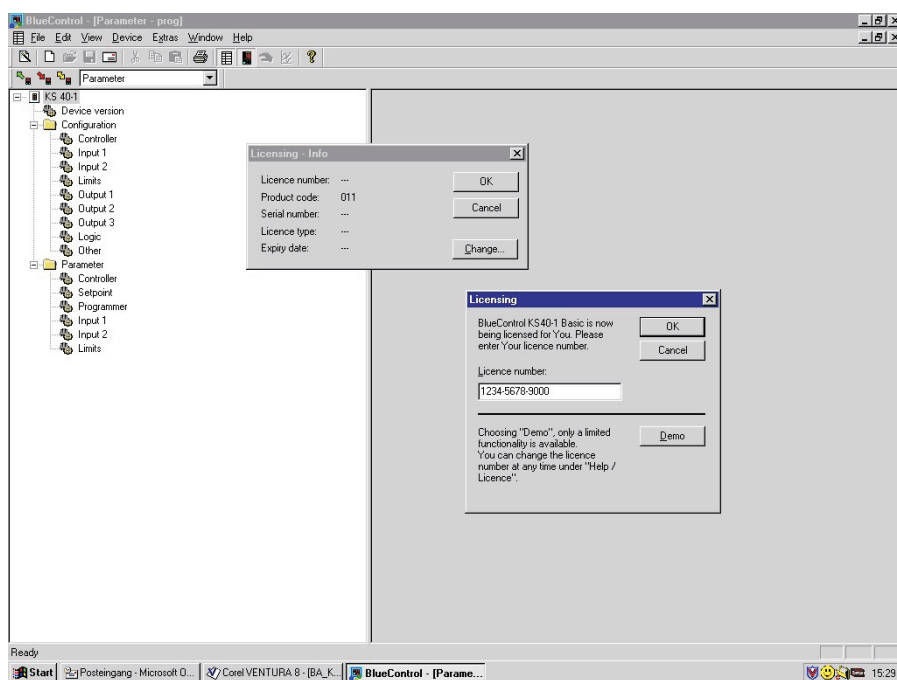 BlueControl - [Parameter - prog]
File Edit View Device Extras Window Help
Parameter
KS 40-1
Device version
Configuration
Controller
Input 1
Input 2
Limits
Output 1
Output 2
Output 3
Logic
Other
Parameter
Controller
Setpoint
Programmer
Input 1
Input 2
Limits
Licensing - Info
Licence number: ---
Product code: 011
Serial number: ---
Licence type: ---
Expiry date: ---
OK
Cancel
Change...
Licensing
BlueControl KS40-1 Basic is now
being licensed for You. Please
enter Your licence number.
OK
Cancel
Licence number:
1234-5678-9000
Choosing "Demo", only a limited
functionality is available.
You can change the licence
number at any time under "Help /
Licence".
Demo
Ready
Start
Posteingang - Microsoft O...
Corel VENTURA 8 - [BA_K...
BlueControl - [Parame...
15:29